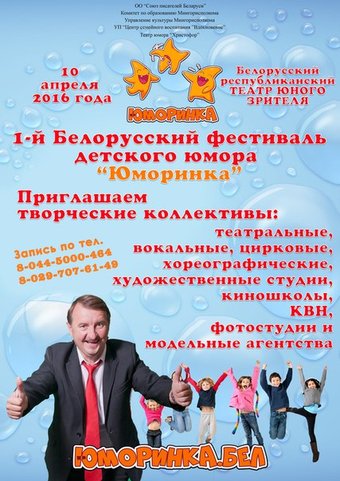 ОО "Союз писателей Беларуси"
Комитет по образованию Мингорисполкома
Управление культуры Мингорисполкома
УП "Центр семейного воспитания "Вдохновение"
Театр юмора "Христофор"
10
апреля
2016 года
ЮМОРИНКА
Белорусский
республиканский
ТЕАТР ЮНОГО
ЗРИТЕЛЯ
1-й Белорусский фестиваль
детского юмора
“Юморинка”
Приглашаем
творческие коллективы:
театральные,
вокальные, цирковые,
хореографические,
художественные студии,
киношколы,
КВН,
фотостудии и
модельные агентства
Запись по тел.
8-044-5000-464
8-029-707-61-49
ЮМОРИНКА.БЕЛ